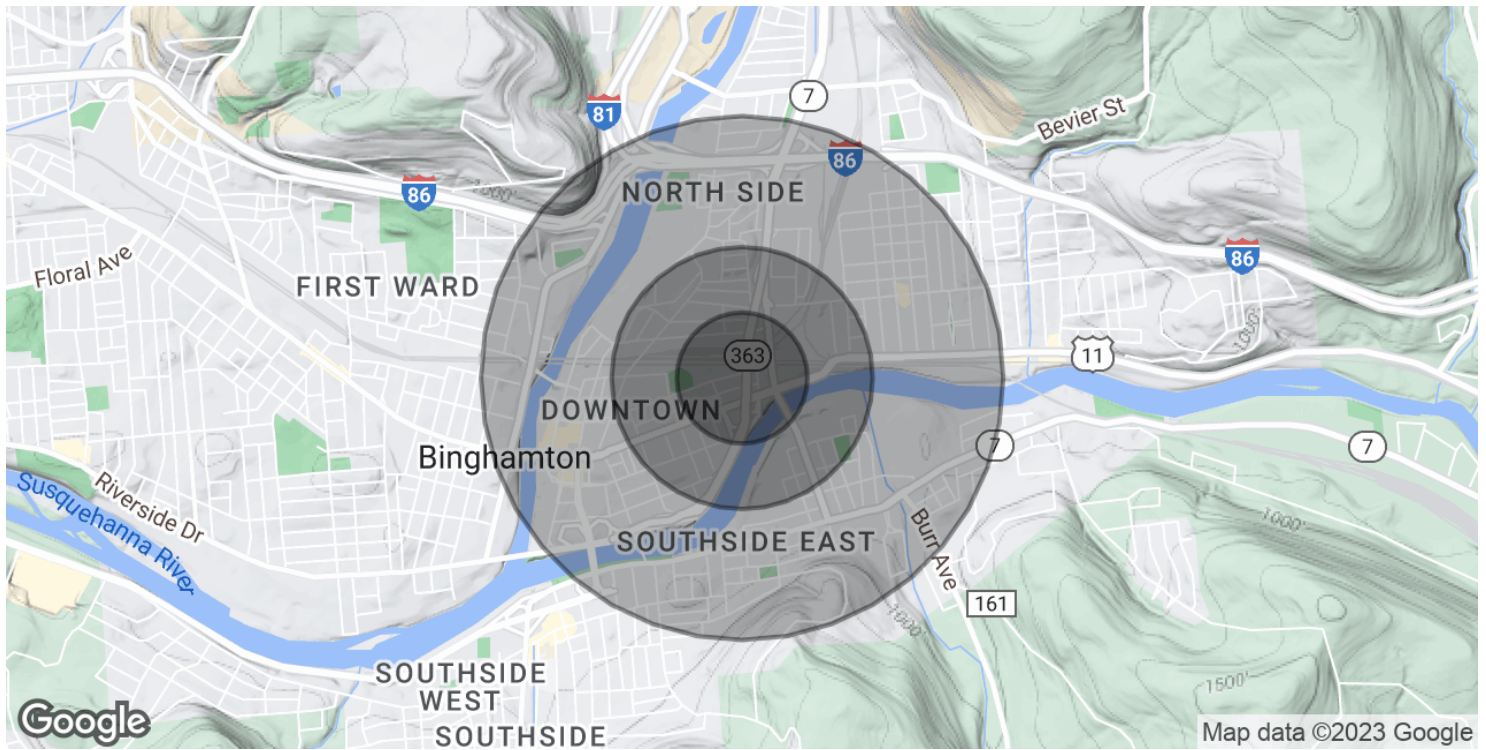 81
7
Bevier St
86
86
1000'
NORTH SIDE
Floral Ave
86
FIRST WARD
1000'
363
11
DOWNTOWN
Binghamton
7
7
Susquehanna River
Riverside Dr
Burr Ave
1000'
SOUTHSIDE EAST
161
1000'
SOUTHSIDE
WEST
1500'
SOUTHSIDE
Google
Map data ©2023 Google